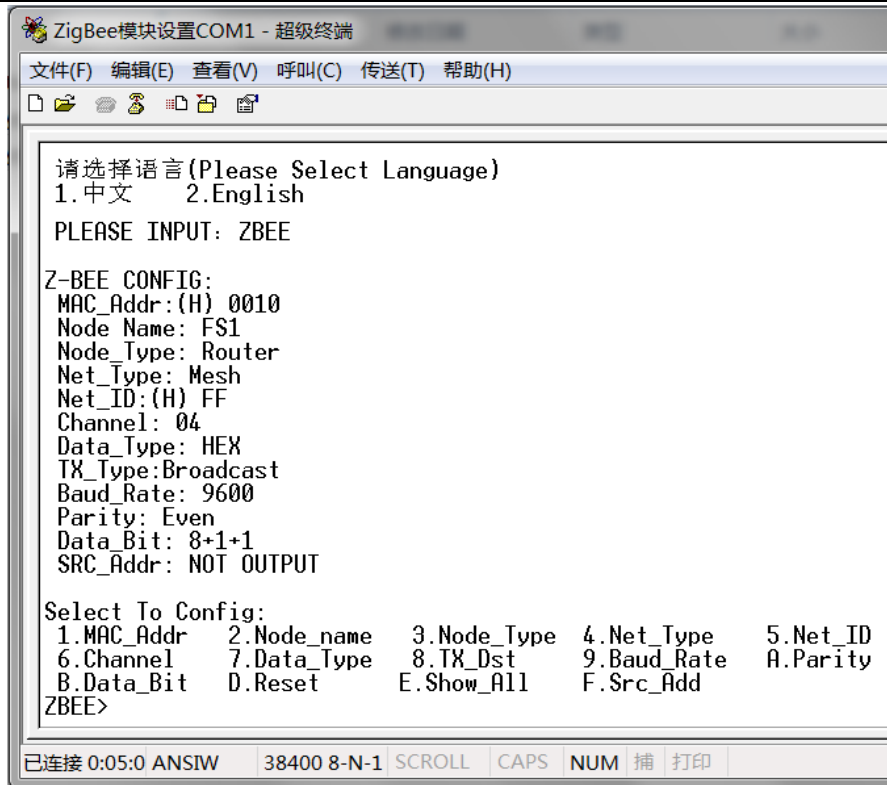 ZigBee模块设置COM1 - 超级终端
文件(F) 编辑(E) 查看(V) 呼叫(C) 传送(T) 帮助(H)
请选择语言(Please Select Language)
1.中文 2.English
PLEASE INPUT: ZBEE
Z-BEE CONFIG:
MAC_Addr:(H) 0010
Node Name: FS1
Node_Type: Router
Net_Type: Mesh
Net_ID:(H) FF
Channel: 04
Data_Type: HEX
TX_Type:Broadcast
Baud_Rate: 9600
Parity: Even
Data_Bit: 8+1+1
SRC_Addr: NOT OUTPUT
Select To Config:
1.MAC_Addr 2.Node_name 3.Node_Type 4.Net_Type 5.Net_ID
6.Channel 7.Data_Type 8.TX_Dst 9.Baud_Rate A.Parity
B.Data_Bit D.Reset E.Show_All F.Src_Add
ZBEE>
已连接 0:05:0 ANSIW 38400 8-N-1 SCROLL CAPS NUM 捕 打印